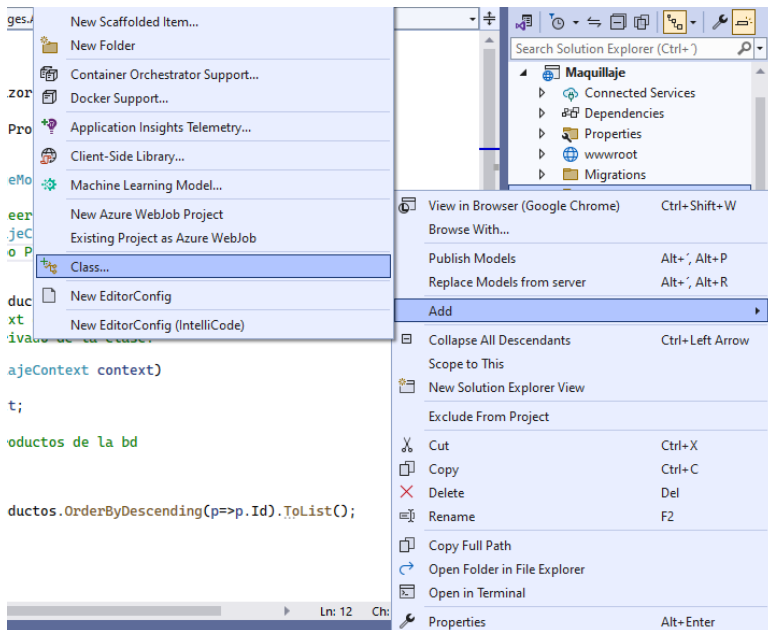 ges.A
New Scaffolded Item...
New Folder
Container Orchestrator Support...
Docker Support...
Application Insights Telemetry...
Client-Side Library...
Machine Learning Model...
New Azure WebJob Project
Existing Project as Azure WebJob
Class...
New EditorConfig
New EditorConfig (IntelliCode)
zor
Pro
eMo
eer
jeC
o P
duc
xt
ivado de la clase.
ajeContext context)
t;
oductos de la bd
ductos.OrderByDescending(p=>p.Id).ToList();
Ln: 12 Ch:
Search Solution Explorer (Ctrl+´)
Maquillaje
Connected Services
Dependencies
Properties
wwwroot
Migrations
View in Browser (Google Chrome) Ctrl+Shift+W
Browse With...
Publish Models Alt+´, Alt+P
Replace Models from server Alt+´, Alt+R
Add
Collapse All Descendants Ctrl+Left Arrow
Scope to This
New Solution Explorer View
Exclude From Project
Cut Ctrl+X
Copy Ctrl+C
Delete Del
Rename F2
Copy Full Path
Open Folder in File Explorer
Open in Terminal
Properties Alt+Enter